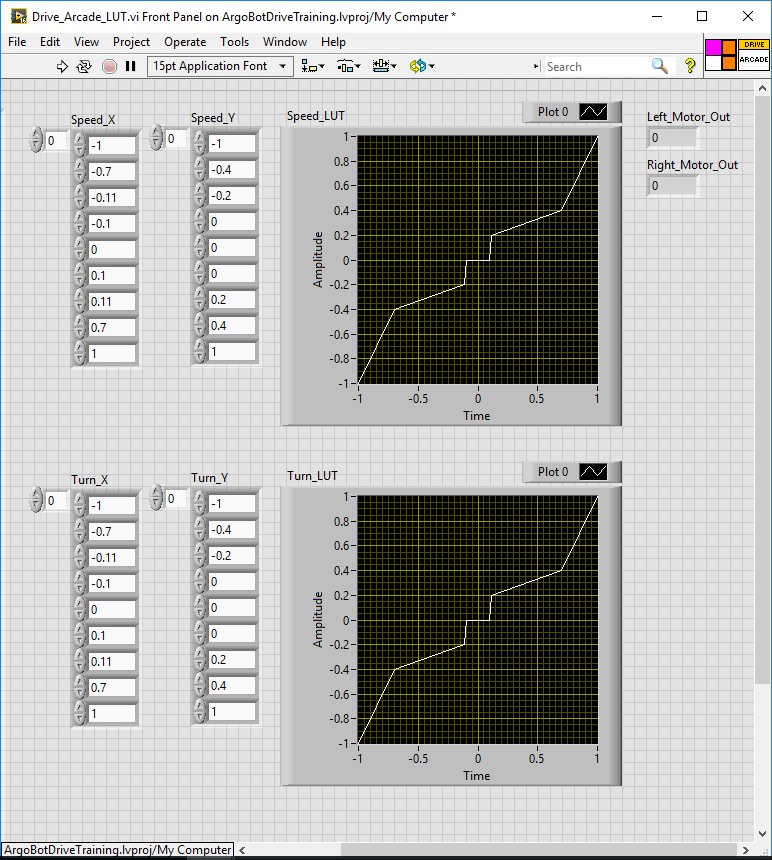 Drive_Arcade_LUT.vi Front Panel on ArgoBotDriveTraining.lvproj/My Computer *
File Edit View Project Operate Tools Window Help
15pt Application Font
Search
?
DRIVE
ARCADE
Speed_X
0
-1
-0.7
-0.11
-0.1
0
0.1
0.11
0.7
1
Speed_Y
0
-1
-0.4
-0.2
0
0
0
0.2
0.4
1
Speed_LUT
Plot 0
Amplitude
1
0.8
0.6
0.4
0.2
0
-0.2
-0.4
-0.6
-0.8
-1
-1 -0.5 0 0.5 1
Time
Left_Motor_Out
0
Right_Motor_Out
0
Turn_X
0
-1
-0.7
-0.11
-0.1
0
0.1
0.11
0.7
1
Turn_Y
0
-1
-0.4
-0.2
0
0
0
0.2
0.4
1
Turn_LUT
Plot 0
Amplitude
1
0.8
0.6
0.4
0.2
0
-0.2
-0.4
-0.6
-0.8
-1
-1 -0.5 0 0.5 1
Time
ArgoBotDriveTraining.lvproj/My Computer